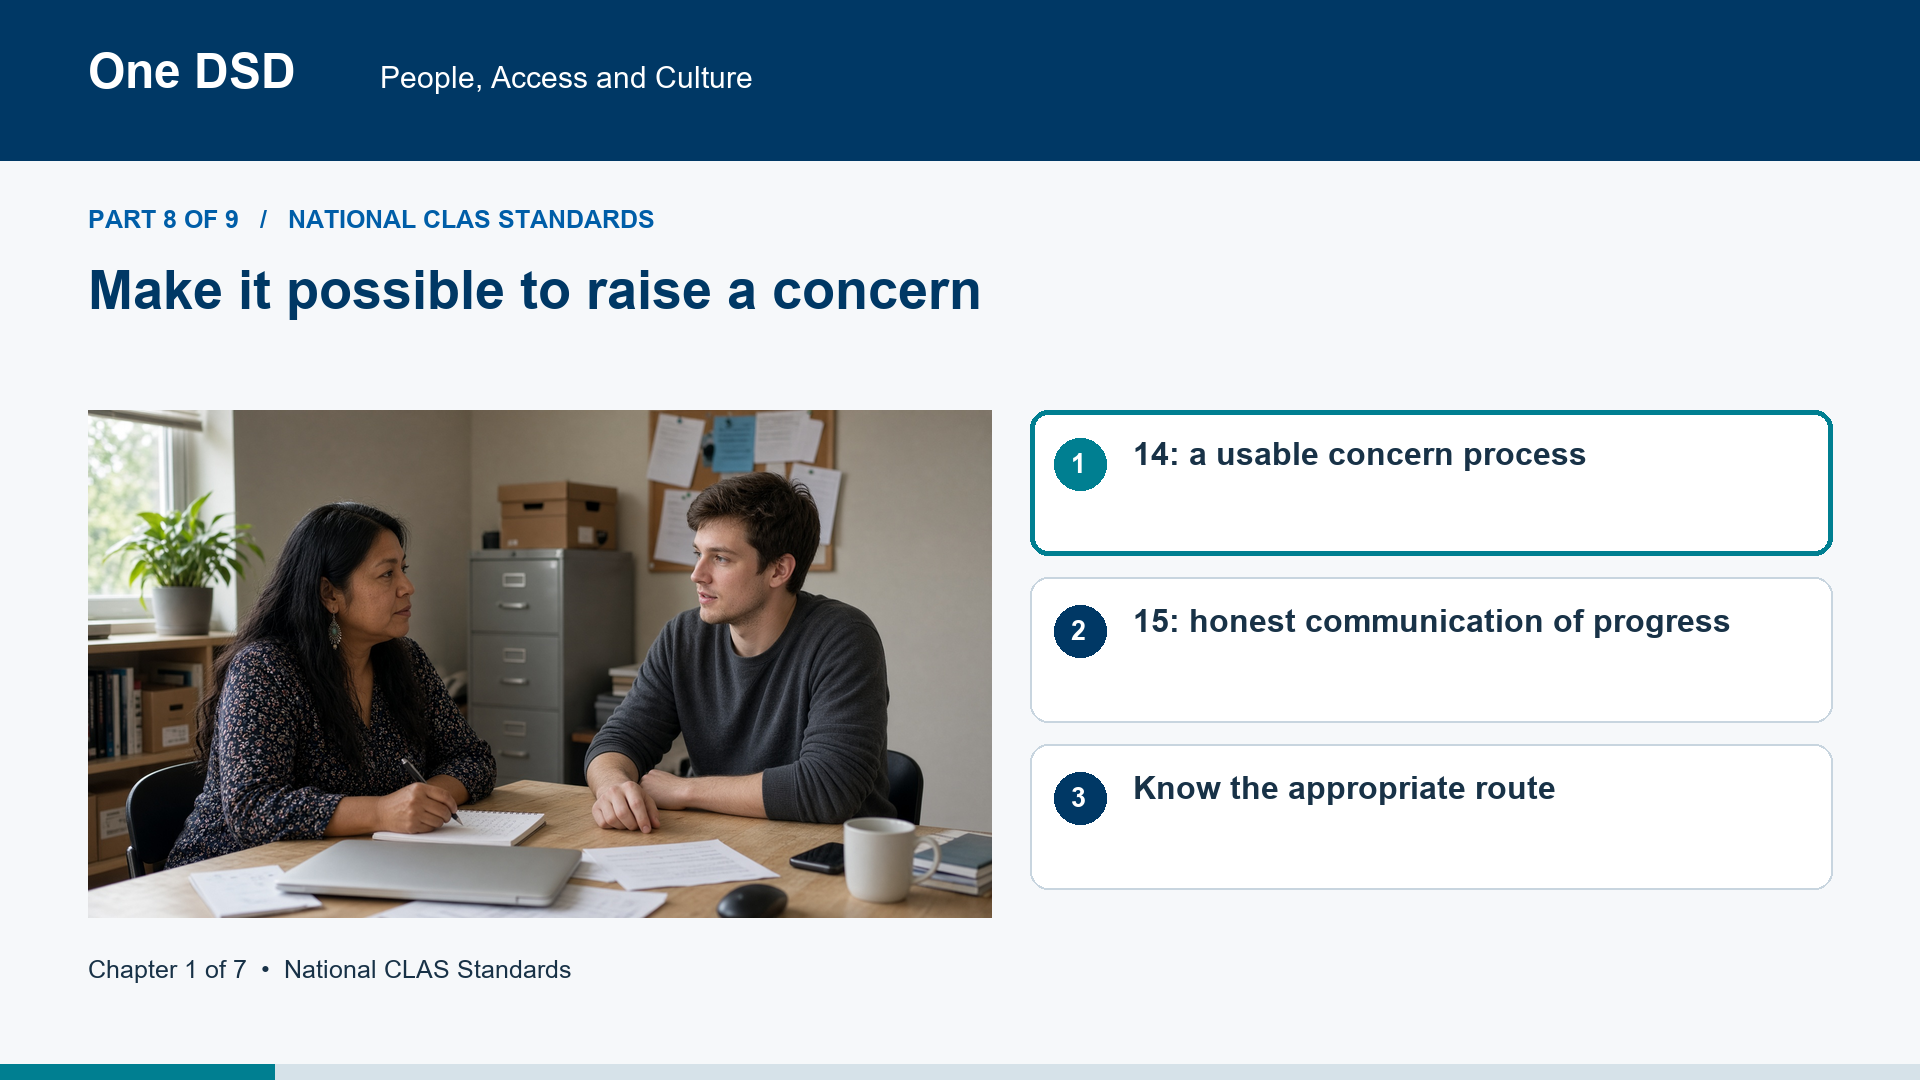 One DSD
People, Access and Culture
PART 8 OF 9 / NATIONAL CLAS STANDARDS
Make it possible to raise a concern
1
14: a usable concern process
2
15: honest communication of progress
3
Know the appropriate route
Chapter 1 of 7 • National CLAS Standards